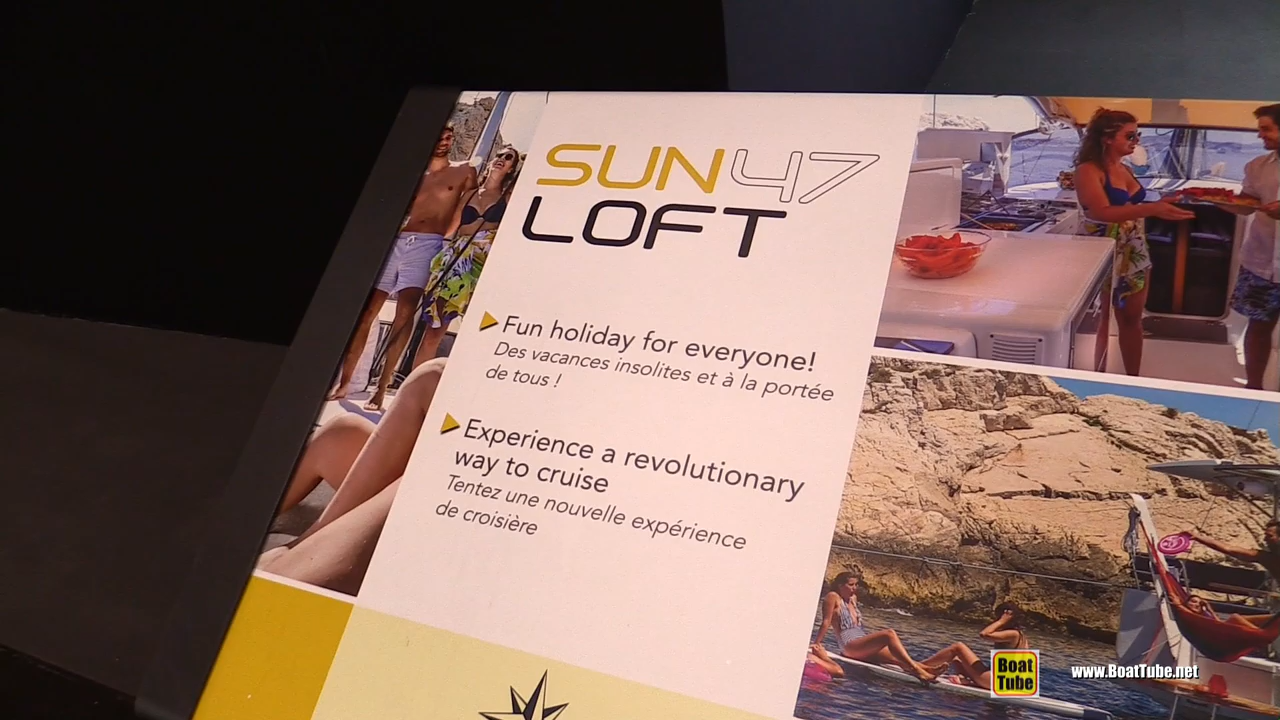 SUN 47
LOFT
Fun holiday for everyone!
Des vacances insolites et à la portée
de tous !
Experience a revolutionary
way to cruise
Tentez une nouvelle expérience
de croisière
Boat
Tube
www.BoatTube.net